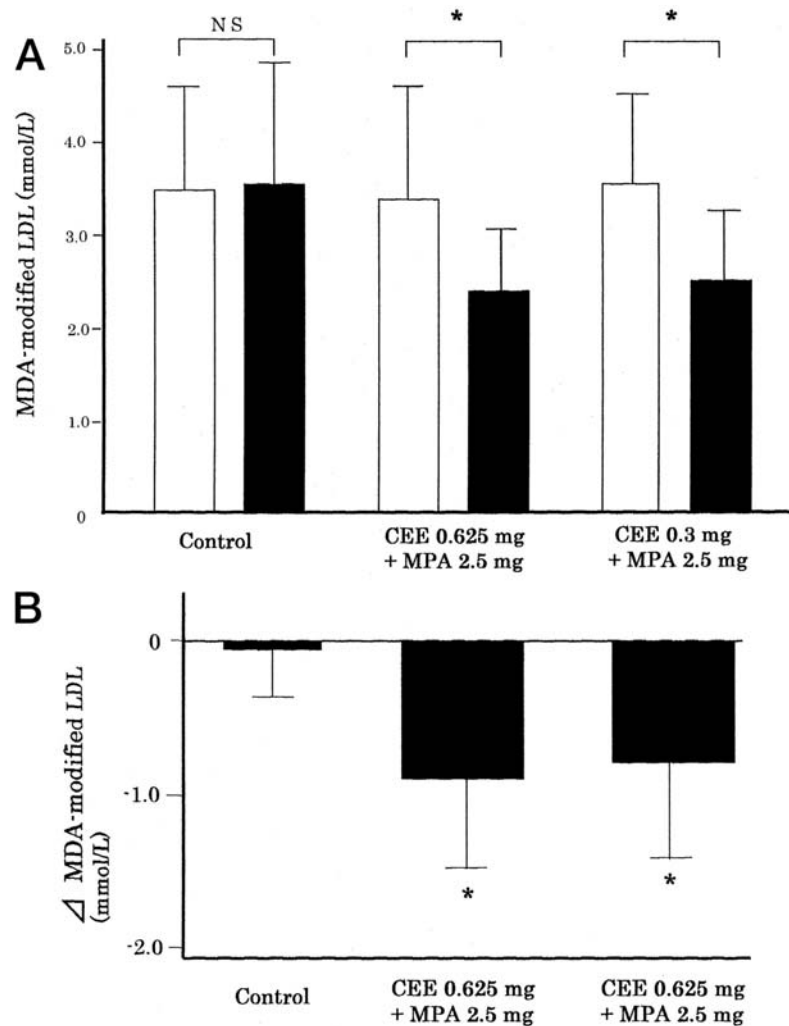 A
N S
*
*
MDA-modified LDL (mmol/L)
5.0
4.0
3.0
2.0
1.0
0
Control
CEE 0.625 mg
+ MPA 2.5 mg
CEE 0.3 mg
+ MPA 2.5 mg
B
⊿ MDA-modified LDL
(mmol/L)
0
-1.0
-2.0
*
*
Control
CEE 0.625 mg
+ MPA 2.5 mg
CEE 0.625 mg
+ MPA 2.5 mg